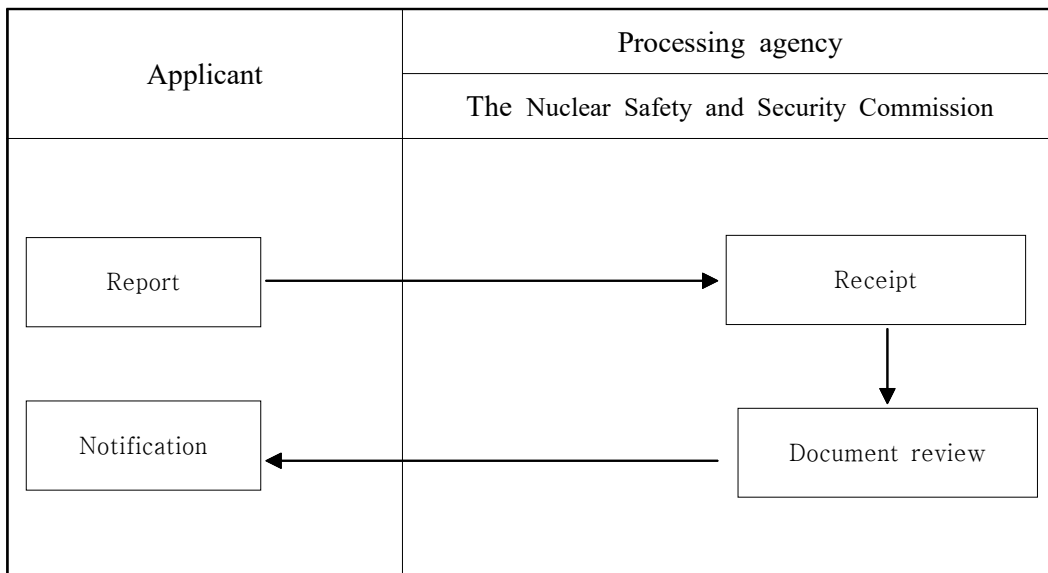 Applicant
Processing agency
The Nuclear Safety and Security Commission
Report
Receipt
Notification
Document review